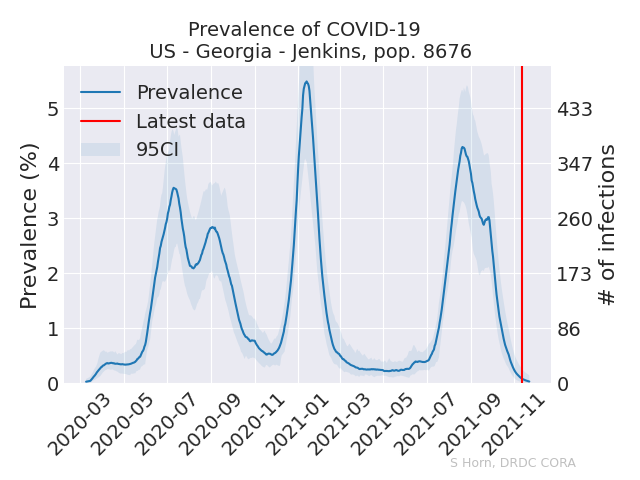 Prevalence of COVID-19
US - Georgia - Jenkins, pop. 8676
Prevalence
Latest data
95CI
Prevalence (%)
5
4
3
2
1
0
433
347
260
173
86
0
# of infections
2020-03
2020-05
2020-07
2020-09
2020-11
2021-01
2021-03
2021-05
2021-07
2021-09
2021-11
S Horn, DRDC CORA